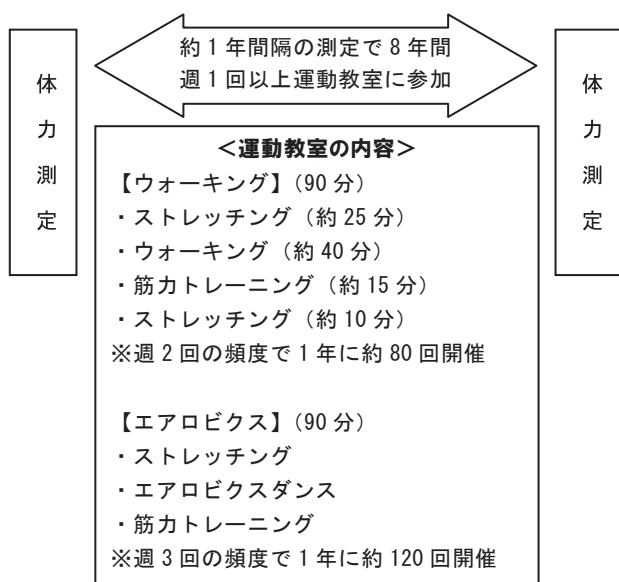 約1年間隔の測定で8年間
週1回以上運動教室に参加
体力測定
体力測定
＜運動教室の内容＞
【ウォーキング】(90分)
・ストレッチング(約25分)
・ウォーキング(約40分)
・筋力トレーニング(約15分)
・ストレッチング(約10分)
※週2回の頻度で1年に約80回開催
【エアロビクス】(90分)
・ストレッチング
・エアロビクスダンス
・筋力トレーニング
※週3回の頻度で1年に約120回開催